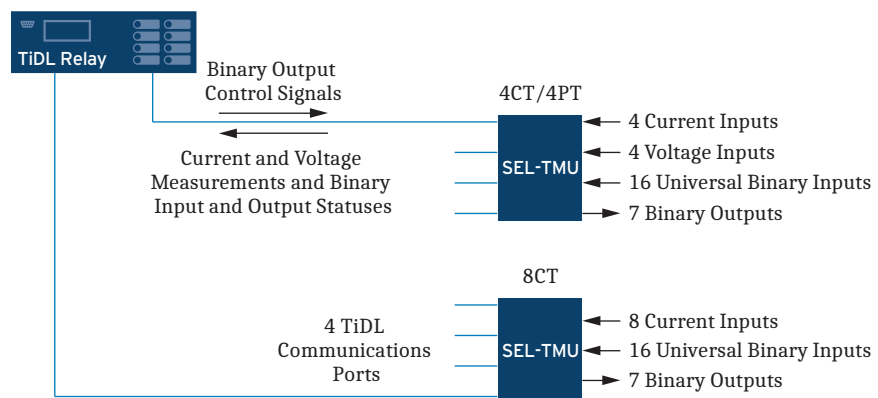 TiDL Relay
Binary Output
Control Signals
Current and Voltage
Measurements and Binary
Input and Output Statuses
4CT/4PT
SEL-TMU
4 Current Inputs
4 Voltage Inputs
16 Universal Binary Inputs
7 Binary Outputs
8CT
4 TiDL
Communications
Ports
SEL-TMU
8 Current Inputs
16 Universal Binary Inputs
7 Binary Outputs